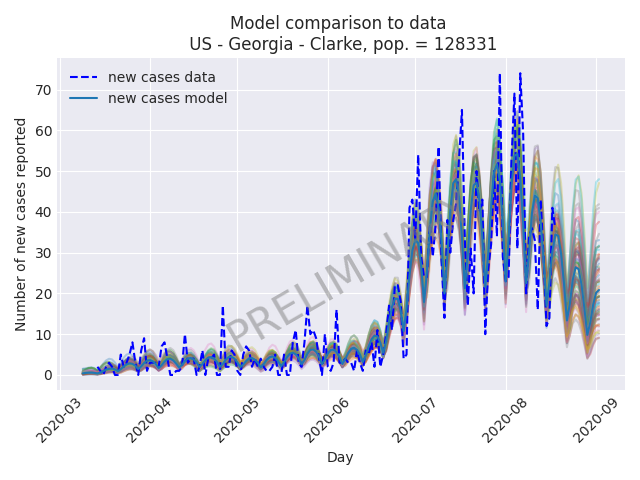 Model comparison to data
US - Georgia - Clarke, pop. = 128331
new cases data
new cases model
Number of new cases reported
70
60
50
40
30
20
10
0
PRELIMINARY
2020-03
2020-04
2020-05
2020-06
2020-07
2020-08
2020-09
Day